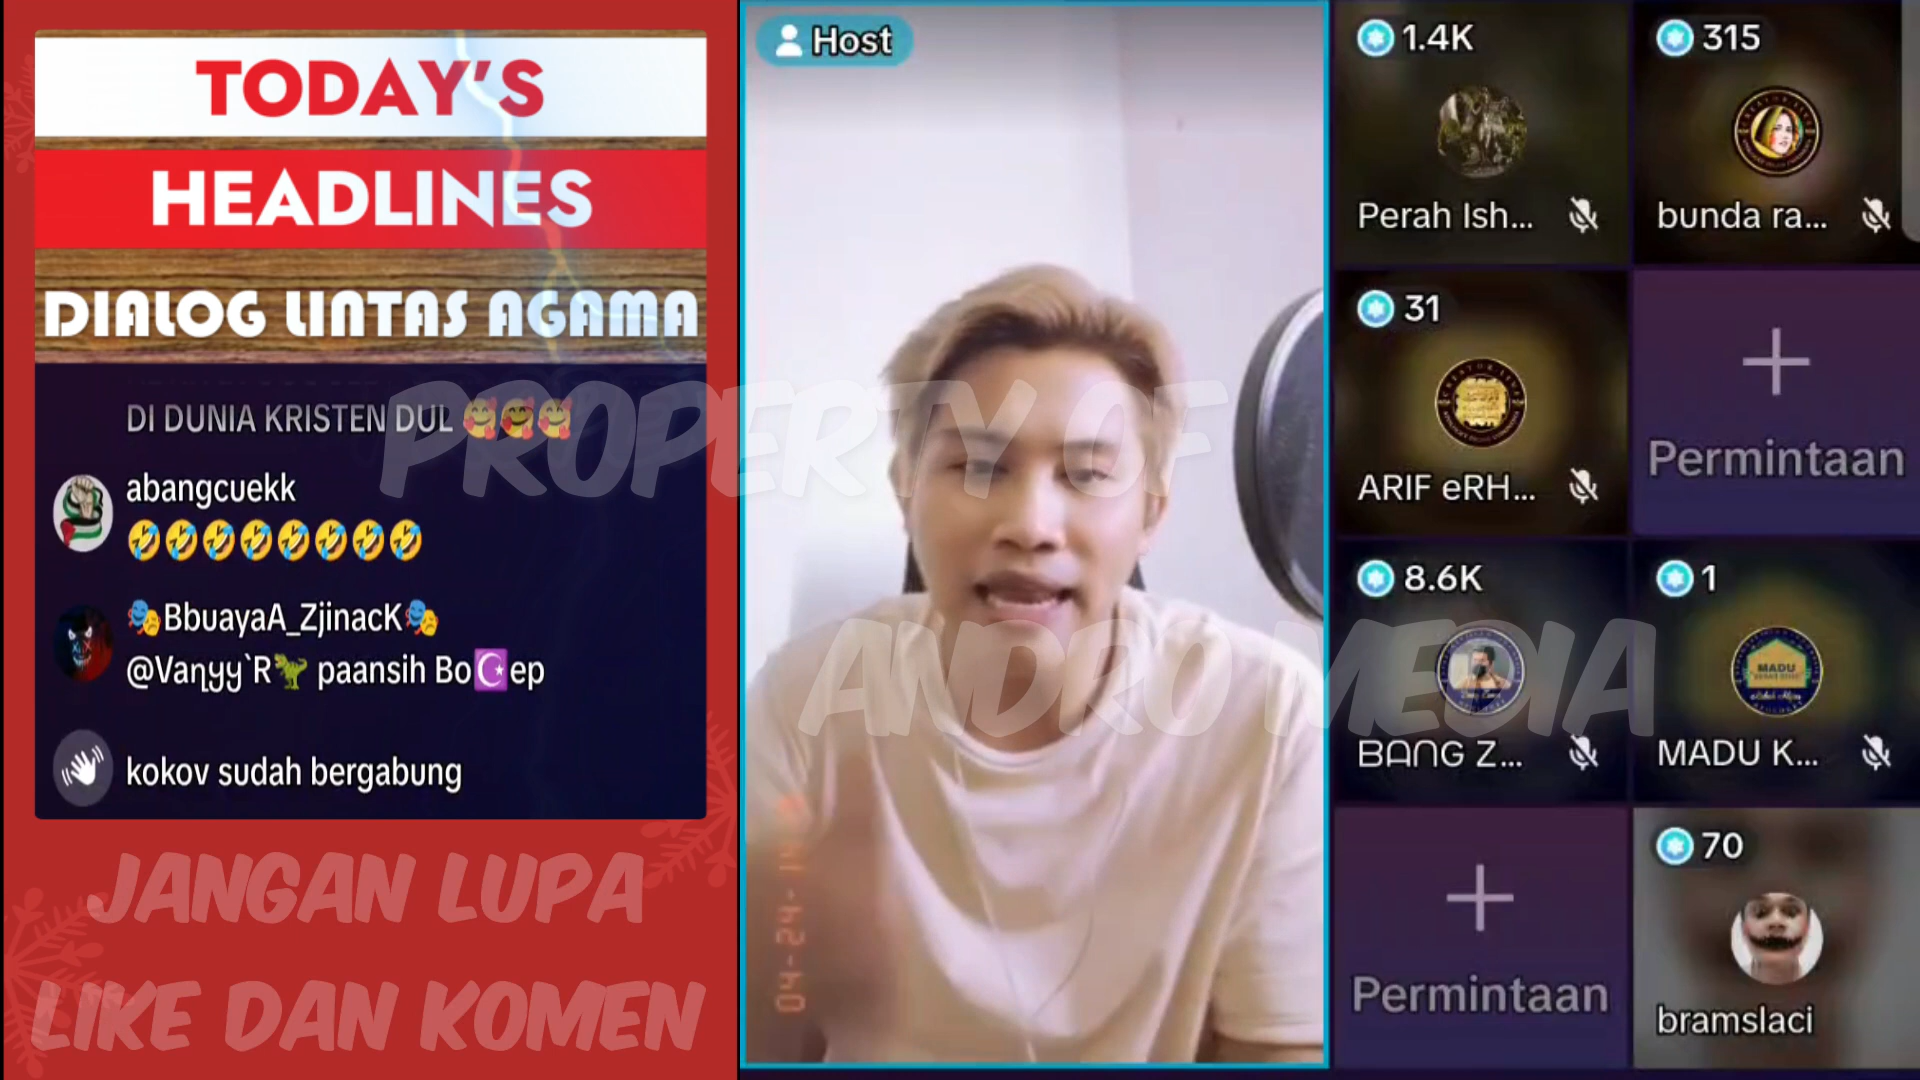 TODAY'S
HEADLINES
DIALOG LINTAS AGAMA
DI DUNIA KRISTEN DUL 🥰🥰🥰
abangcuekk
🤣🤣🤣🤣🤣🤣🤣🤣
🎭BbuayaA_ZjinacK🎭
@Vaɳყყ`R🦖 paansih Bo☪️ep
kokov sudah bergabung
JANGAN LUPA
LIKE DAN KOMEN
Host
PROPERTY OF
ANDRO MEDIA
1.4K
Perah Ish...
315
bunda ra...
31
ARIF eRH...
Permintaan
8.6K
BANG Z...
1
MADU
MADU K...
Permintaan
70
bramslaci